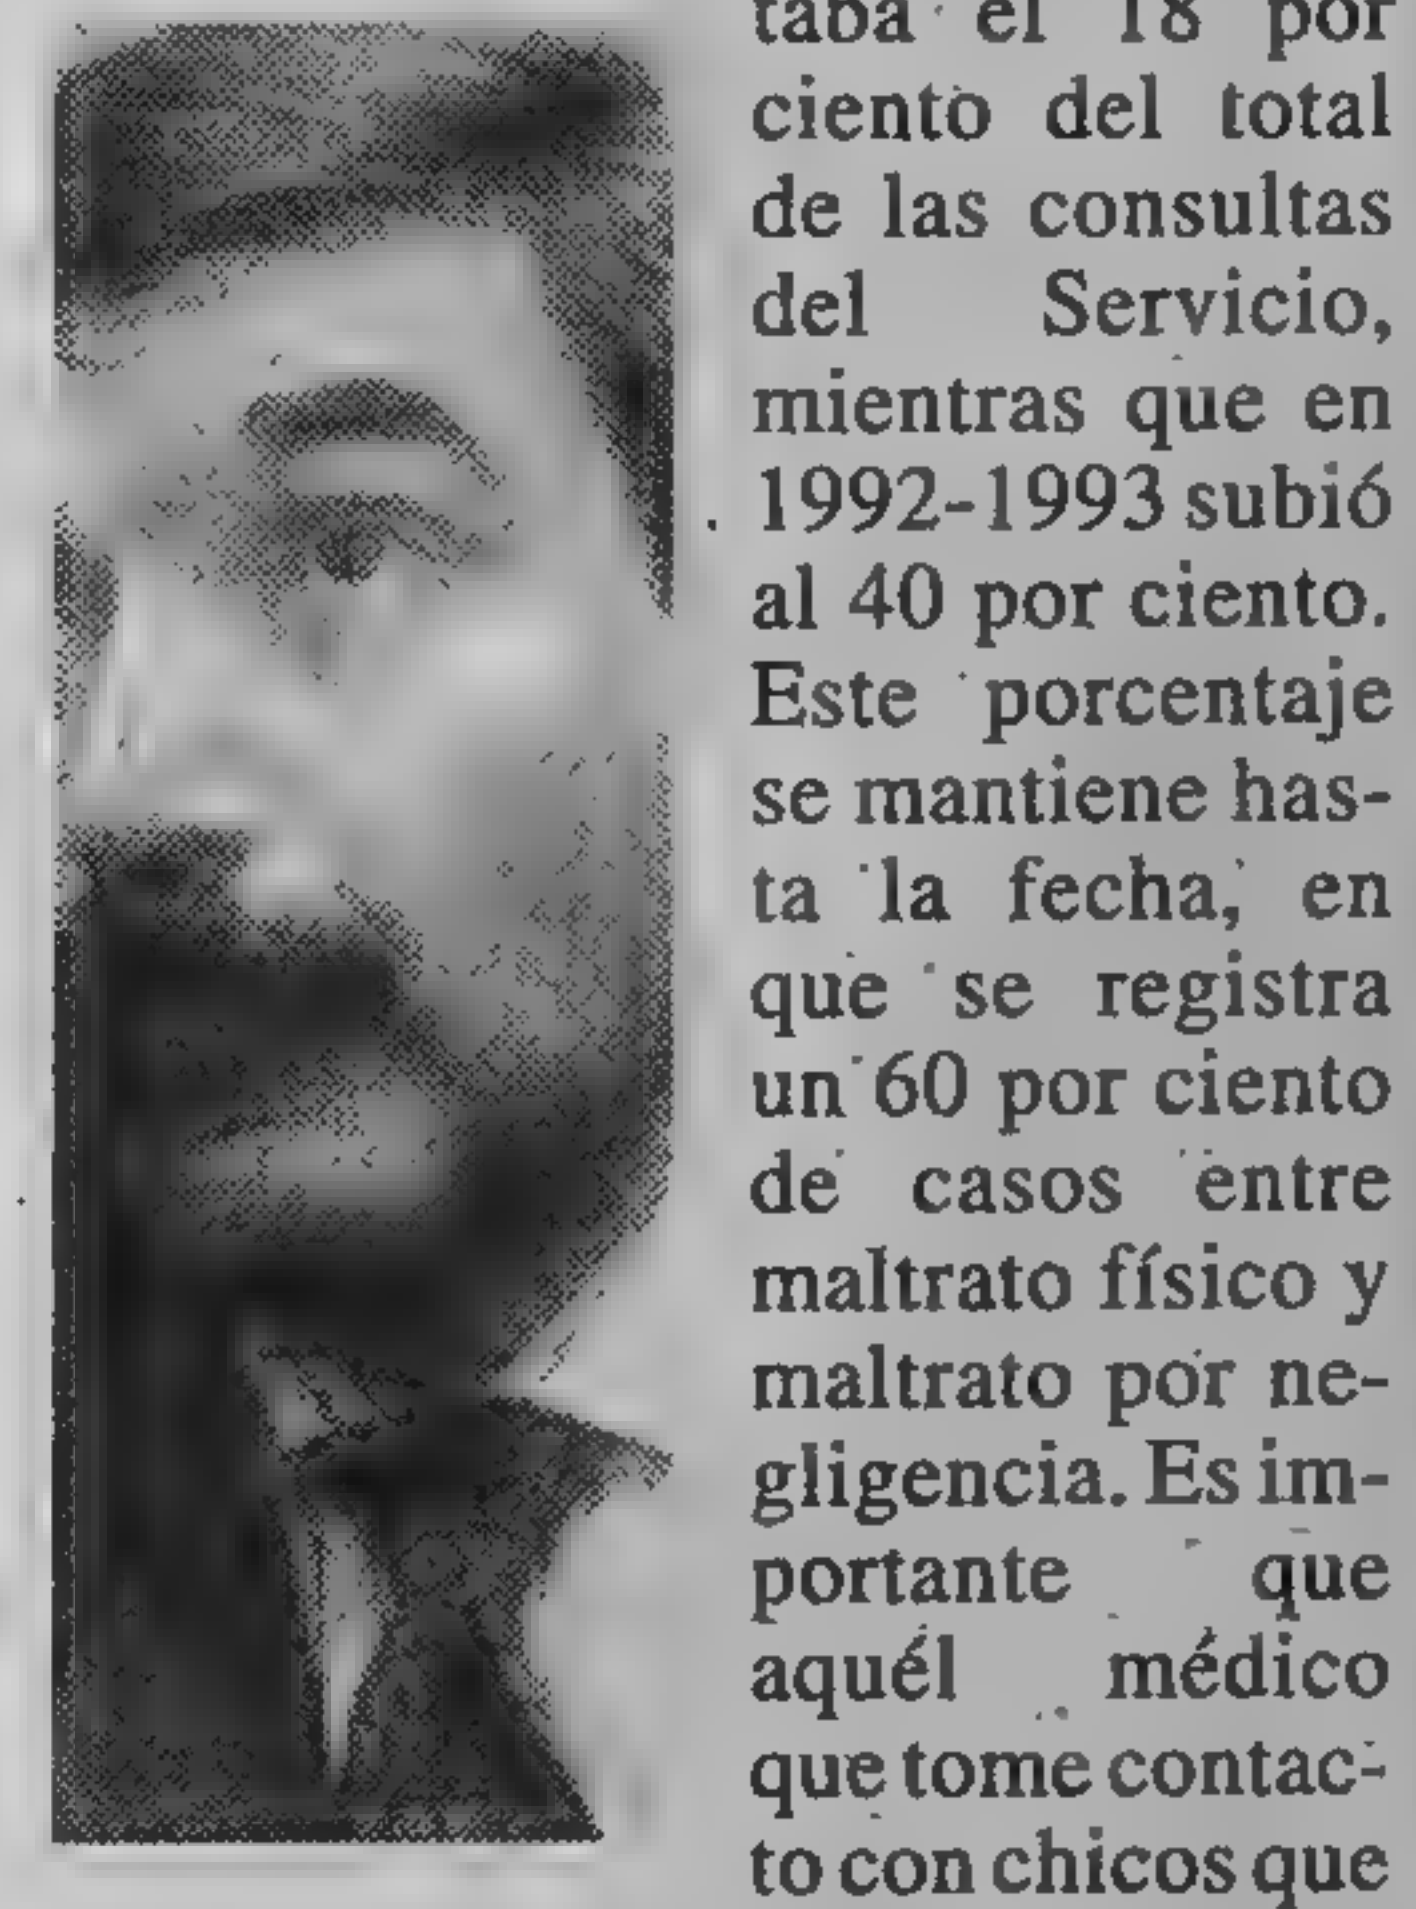 taba el 18 por
ciento del total
de las consultas
del Servicio,
mientras que en
1992-1993 subió
al 40 por ciento.
Este porcentaje
se mantiene has-
ta la fecha, en
que se registra
un 60 por ciento
de casos entre
maltrato físico y
maltrato por ne-
gligencia. Es im-
portante que
aquél médico
que tome contac-
to con chicos que